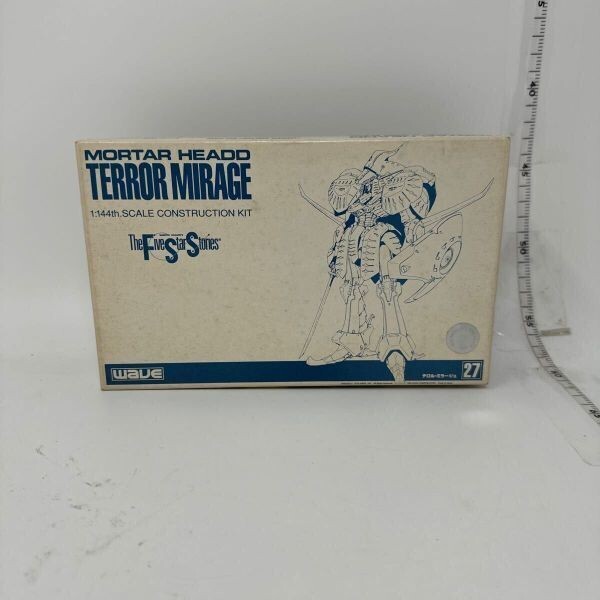 MORTAR HEADD
TERROR MIRAGE
1:144th.SCALE CONSTRUCTION KIT
The Five Star Stories
wave
テロル・ミラージュ
27